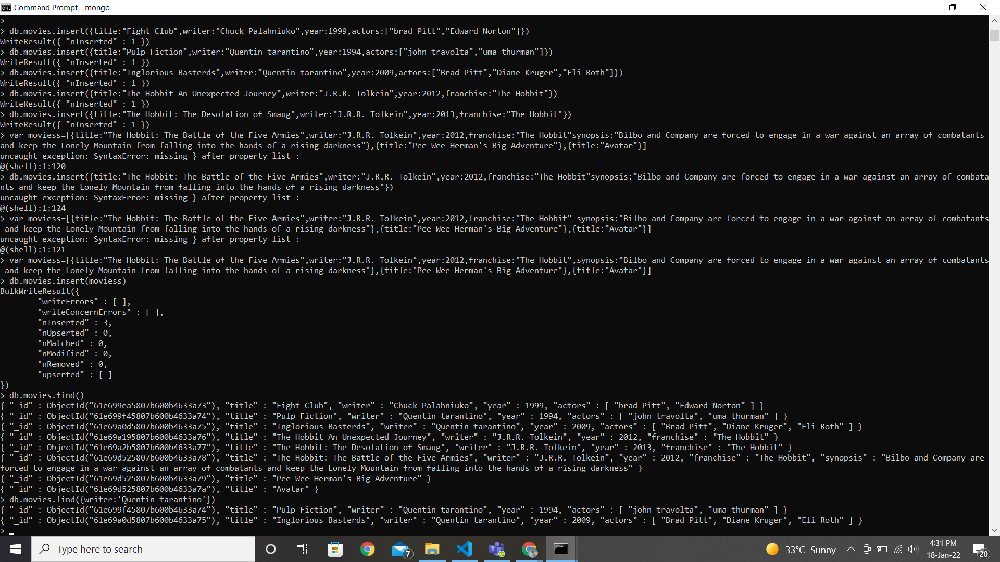 Command Prompt - mongo
>
> db.movies.insert({title:"Fight Club",writer:"Chuck Palahniuko",year:1999,actors:["brad Pitt","Edward Norton"]})
WriteResult({ "nInserted" : 1 })
> db.movies.insert({title:"Pulp Fiction",writer:"Quentin tarantino",year:1994,actors:["john travolta","uma thurman"]})
WriteResult({ "nInserted" : 1 })
> db.movies.insert({title:"Inglorious Basterds",writer:"Quentin tarantino",year:2009,actors:["Brad Pitt","Diane Kruger","Eli Roth"]})
WriteResult({ "nInserted" : 1 })
> db.movies.insert({title:"The Hobbit An Unexpected Journey",writer:"J.R.R. Tolkein",year:2012,franchise:"The Hobbit"})
WriteResult({ "nInserted" : 1 })
> db.movies.insert({title:"The Hobbit: The Desolation of Smaug",writer:"J.R.R. Tolkein",year:2013,franchise:"The Hobbit"})
WriteResult({ "nInserted" : 1 })
> var moviess=[{title:"The Hobbit: The Battle of the Five Armies",writer:"J.R.R. Tolkein",year:2012,franchise:"The Hobbit"synopsis:"Bilbo and Company are forced to engage in a war against an array of combatants
and keep the Lonely Mountain from falling into the hands of a rising darkness"},{title:"Pee Wee Herman's Big Adventure"},{title:"Avatar"}]
uncaught exception: SyntaxError: missing } after property list :
@(shell):1:120
> db.movies.insert({title:"The Hobbit: The Battle of the Five Armies",writer:"J.R.R. Tolkein",year:2012,franchise:"The Hobbit"synopsis:"Bilbo and Company are forced to engage in a war against an array of combata
nts and keep the Lonely Mountain from falling into the hands of a rising darkness"})
uncaught exception: SyntaxError: missing } after property list :
@(shell):1:124
> var moviess=[{title:"The Hobbit: The Battle of the Five Armies",writer:"J.R.R. Tolkein",year:2012,franchise:"The Hobbit" synopsis:"Bilbo and Company are forced to engage in a war against an array of combatants
 and keep the Lonely Mountain from falling into the hands of a rising darkness"},{title:"Pee Wee Herman's Big Adventure"},{title:"Avatar"}]
uncaught exception: SyntaxError: missing } after property list :
@(shell):1:121
> var moviess=[{title:"The Hobbit: The Battle of the Five Armies",writer:"J.R.R. Tolkein",year:2012,franchise:"The Hobbit",synopsis:"Bilbo and Company are forced to engage in a war against an array of combatants
 and keep the Lonely Mountain from falling into the hands of a rising darkness"},{title:"Pee Wee Herman's Big Adventure"},{title:"Avatar"}]
> db.movies.insert(moviess)
BulkWriteResult({
        "writeErrors" : [ ],
        "writeConcernErrors" : [ ],
        "nInserted" : 3,
        "nUpserted" : 0,
        "nMatched" : 0,
        "nModified" : 0,
        "nRemoved" : 0,
        "upserted" : [ ]
})
> db.movies.find()
{ "_id" : ObjectId("61e699ea5807b600b4633a73"), "title" : "Fight Club", "writer" : "Chuck Palahniuko", "year" : 1999, "actors" : [ "brad Pitt", "Edward Norton" ] }
{ "_id" : ObjectId("61e699f45807b600b4633a74"), "title" : "Pulp Fiction", "writer" : "Quentin tarantino", "year" : 1994, "actors" : [ "john travolta", "uma thurman" ] }
{ "_id" : ObjectId("61e69a0d5807b600b4633a75"), "title" : "Inglorious Basterds", "writer" : "Quentin tarantino", "year" : 2009, "actors" : [ "Brad Pitt", "Diane Kruger", "Eli Roth" ] }
{ "_id" : ObjectId("61e69a195807b600b4633a76"), "title" : "The Hobbit An Unexpected Journey", "writer" : "J.R.R. Tolkein", "year" : 2012, "franchise" : "The Hobbit" }
{ "_id" : ObjectId("61e69a2b5807b600b4633a77"), "title" : "The Hobbit: The Desolation of Smaug", "writer" : "J.R.R. Tolkein", "year" : 2013, "franchise" : "The Hobbit" }
{ "_id" : ObjectId("61e69d525807b600b4633a78"), "title" : "The Hobbit: The Battle of the Five Armies", "writer" : "J.R.R. Tolkein", "year" : 2012, "franchise" : "The Hobbit", "synopsis" : "Bilbo and Company are
forced to engage in a war against an array of combatants and keep the Lonely Mountain from falling into the hands of a rising darkness" }
{ "_id" : ObjectId("61e69d525807b600b4633a79"), "title" : "Pee Wee Herman's Big Adventure" }
{ "_id" : ObjectId("61e69d525807b600b4633a7a"), "title" : "Avatar" }
> db.movies.find({writer:'Quentin tarantino'})
{ "_id" : ObjectId("61e699f45807b600b4633a74"), "title" : "Pulp Fiction", "writer" : "Quentin tarantino", "year" : 1994, "actors" : [ "john travolta", "uma thurman" ] }
{ "_id" : ObjectId("61e69a0d5807b600b4633a75"), "title" : "Inglorious Basterds", "writer" : "Quentin tarantino", "year" : 2009, "actors" : [ "Brad Pitt", "Diane Kruger", "Eli Roth" ] }
>
Type here to search
7
33°C Sunny
4:31 PM
18-Jan-22
20